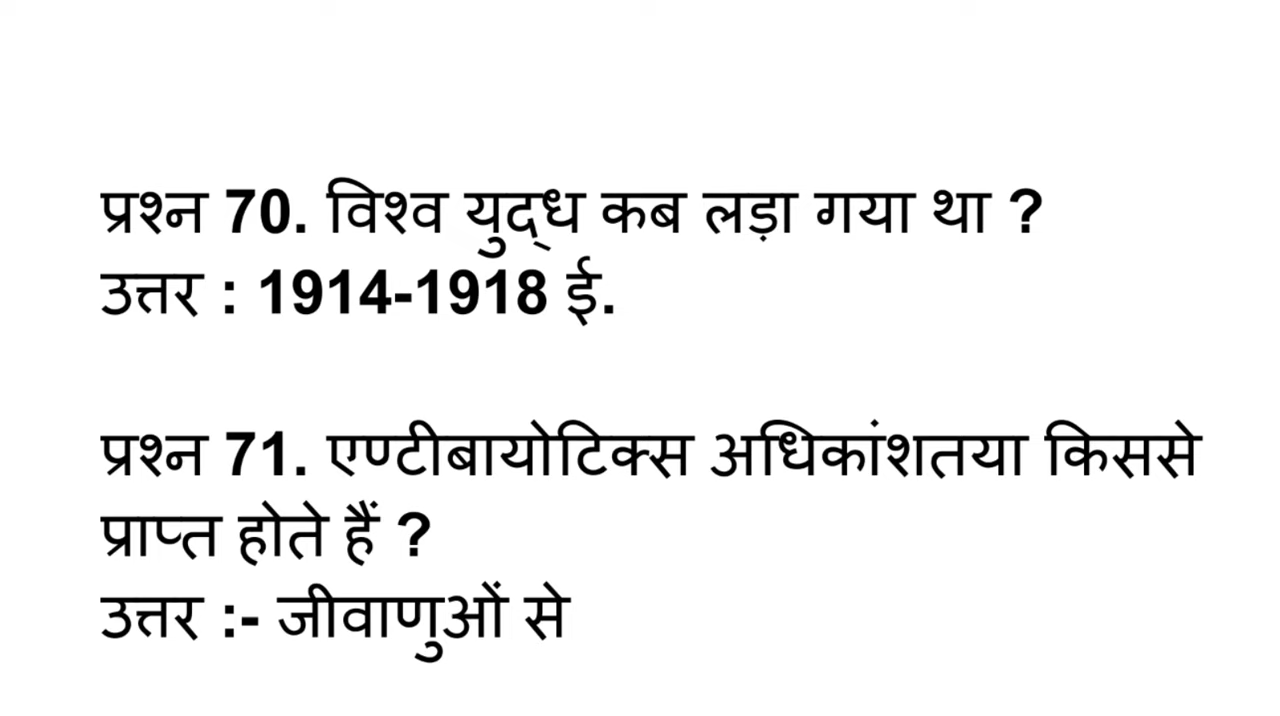 प्रश्न 70. विश्व युद्ध कब लड़ा गया था ?
उत्तर : 1914-1918 ई.
प्रश्न 71. एण्टीबायोटिक्स अधिकांशतया किससे
प्राप्त होते हैं ?
उत्तर :- जीवाणुओं से